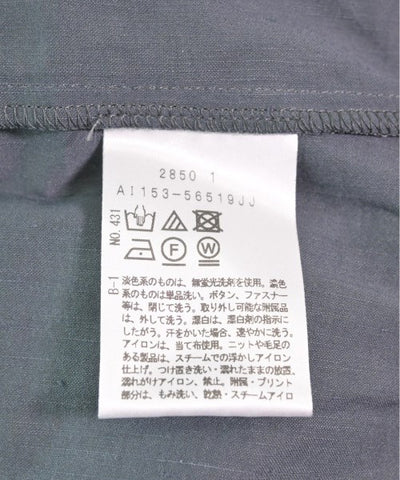 2850 1
AI153-56519JJ
F W
NO.431
B-1
淡色系のものは、無蛍光洗剤を使用。濃色
系のものは単品洗い。ボタン、ファスナー
等は、閉じて洗う。取り外し可能な附属品
は、外して洗う。漂白は、漂白剤の指示に
したがう。汗をかいた場合、速やかに洗う。
アイロンは、当て布使用。ニットや毛足の
ある製品は、スチームでの浮かしアイロン
仕上げ。つけ置き洗い・濡れたままの放置、
濡れがけアイロン、禁止。附属・プリント
部分は、もみ洗い、乾熱・スチームアイロ